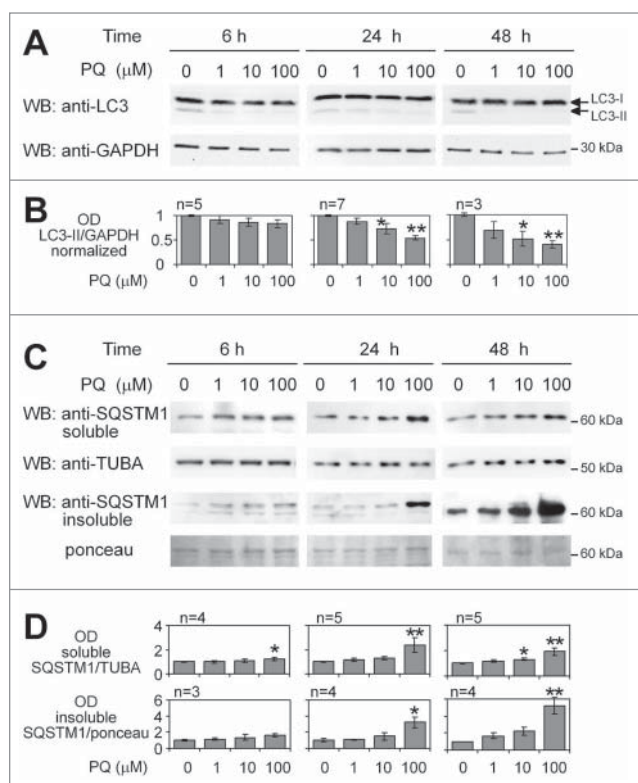 A
Time 6 h 24 h 48 h
PQ (μM) 0 1 10 100 0 1 10 100 0 1 10 100
WB: anti-LC3 LC3-I
LC3-II
WB: anti-GAPDH 30 kDa
B
n=5 n=7 n=3
OD
LC3-II/GAPDH
normalized
1
0.5
0
* ** * **
0 1 10 100 0 1 10 100 0 1 10 100
PQ (μM)
C
Time 6 h 24 h 48 h
PQ (μM) 0 1 10 100 0 1 10 100 0 1 10 100
WB: anti-SQSTM1
soluble 60 kDa
WB: anti-TUBA 50 kDa
WB: anti-SQSTM1
insoluble 60 kDa
ponceau 60 kDa
D
n=4 n=5 n=5
OD
soluble
SQSTM1/TUBA
4
2
0
* ** * **
n=3 n=4 n=4
OD
insoluble
SQSTM1/ponceau
6
4
2
0
* **
PQ (μM) 0 1 10 100 0 1 10 100 0 1 10 100